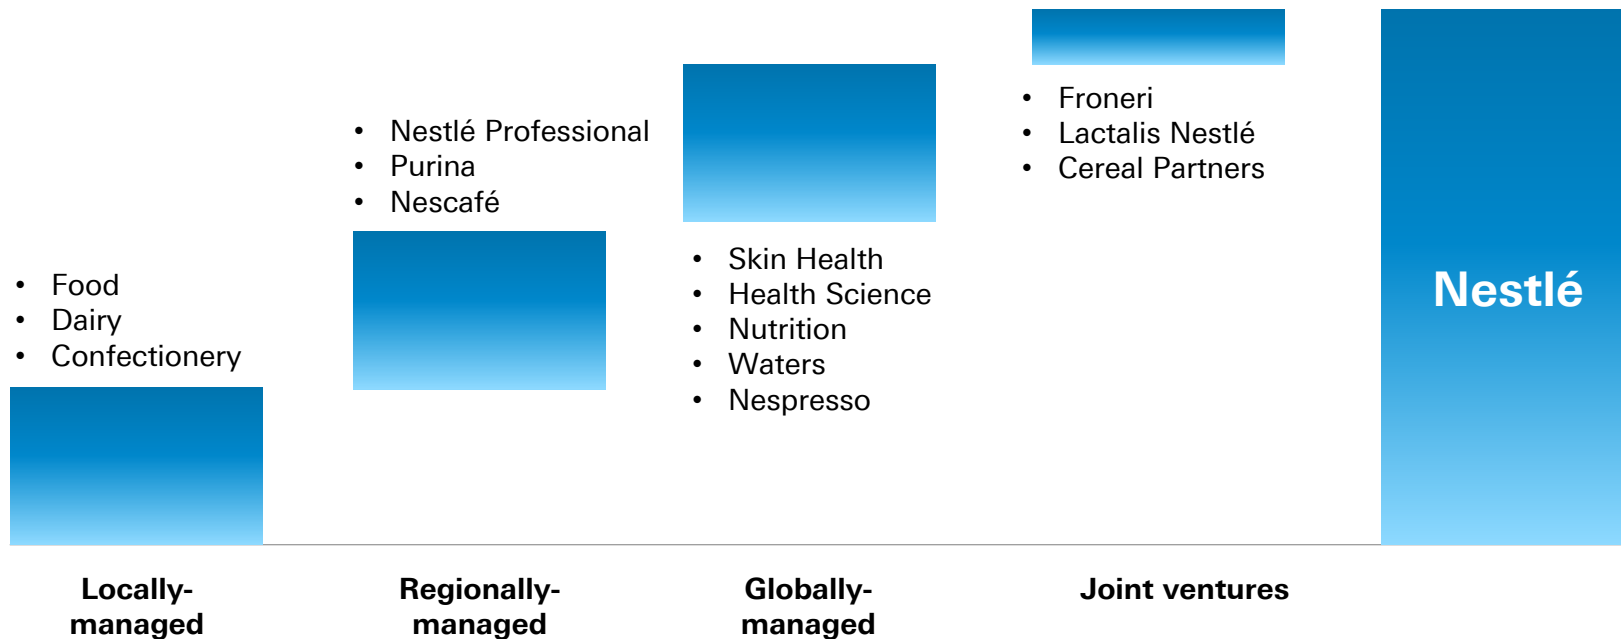 • Food
• Dairy
• Confectionery
• Nestlé Professional
• Purina
• Nescafé
• Skin Health
• Health Science
• Nutrition
• Waters
• Nespresso
• Froneri
• Lactalis Nestlé
• Cereal Partners
Nestlé
Locally-
managed
Regionally-
managed
Globally-
managed
Joint ventures